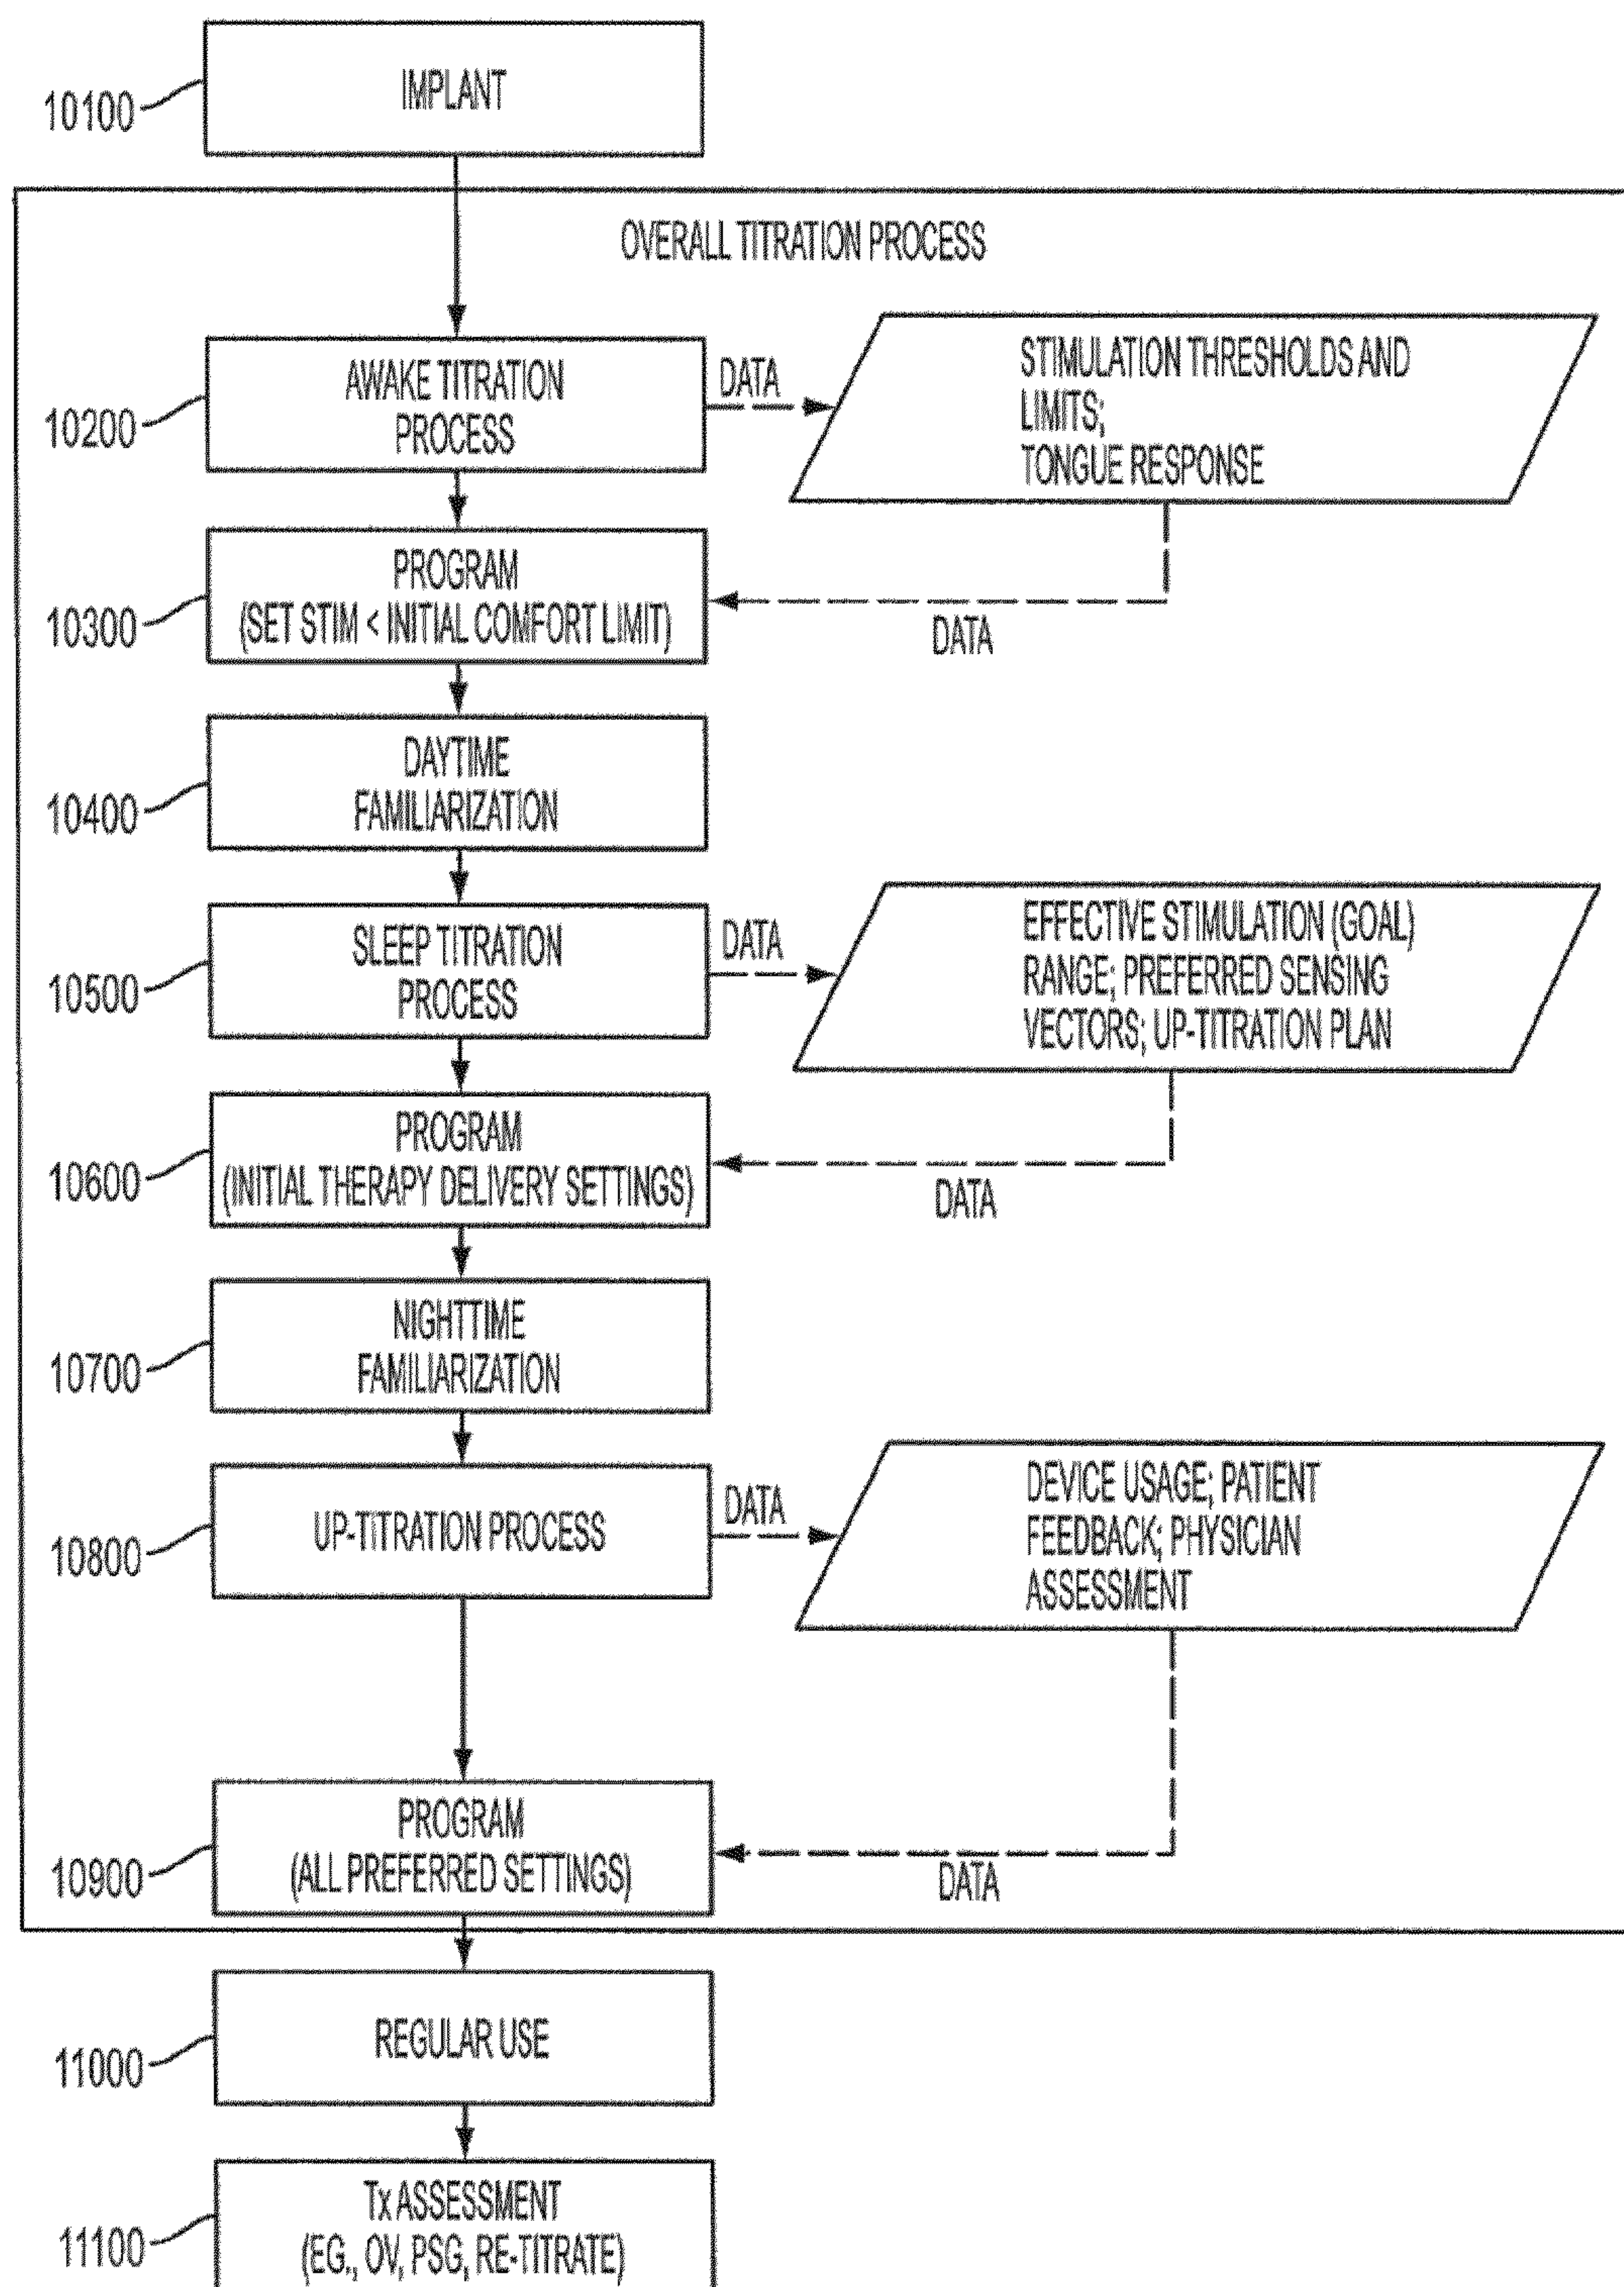 IMPLANT
10100
OVERALL TITRATION PROCESS
AWAKE TITRATION
PROCESS
10200
DATA
STIMULATION THRESHOLDS AND
LIMITS;
TONGUE RESPONSE
PROGRAM
(SET STIM < INITIAL COMFORT LIMIT)
10300
DATA
DAYTIME
FAMILIARIZATION
10400
SLEEP TITRATION
PROCESS
10500
DATA
EFFECTIVE STIMULATION (GOAL)
RANGE; PREFERRED SENSING
VECTORS; UP-TITRATION PLAN
PROGRAM
(INITIAL THERAPY DELIVERY SETTINGS)
10600
DATA
NIGHTTIME
FAMILIARIZATION
10700
UP-TITRATION PROCESS
10800
DATA
DEVICE USAGE; PATIENT
FEEDBACK; PHYSICIAN
ASSESSMENT
PROGRAM
(ALL PREFERRED SETTINGS)
10900
DATA
REGULAR USE
11000
Tx ASSESSMENT
(EG., OV, PSG, RE-TITRATE)
11100